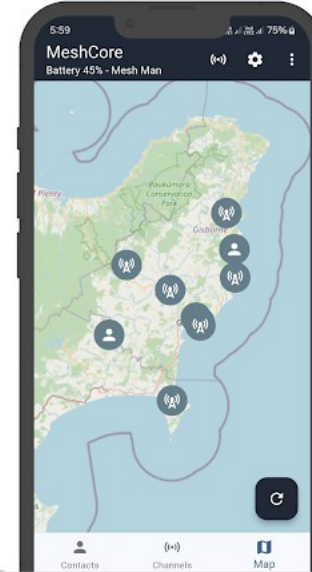 5:59
75%
MeshCore
Battery 45% - Mesh Man
Plenty
Raukumara
Conservation
Park
Gisborne
Contacts
Channels
Map